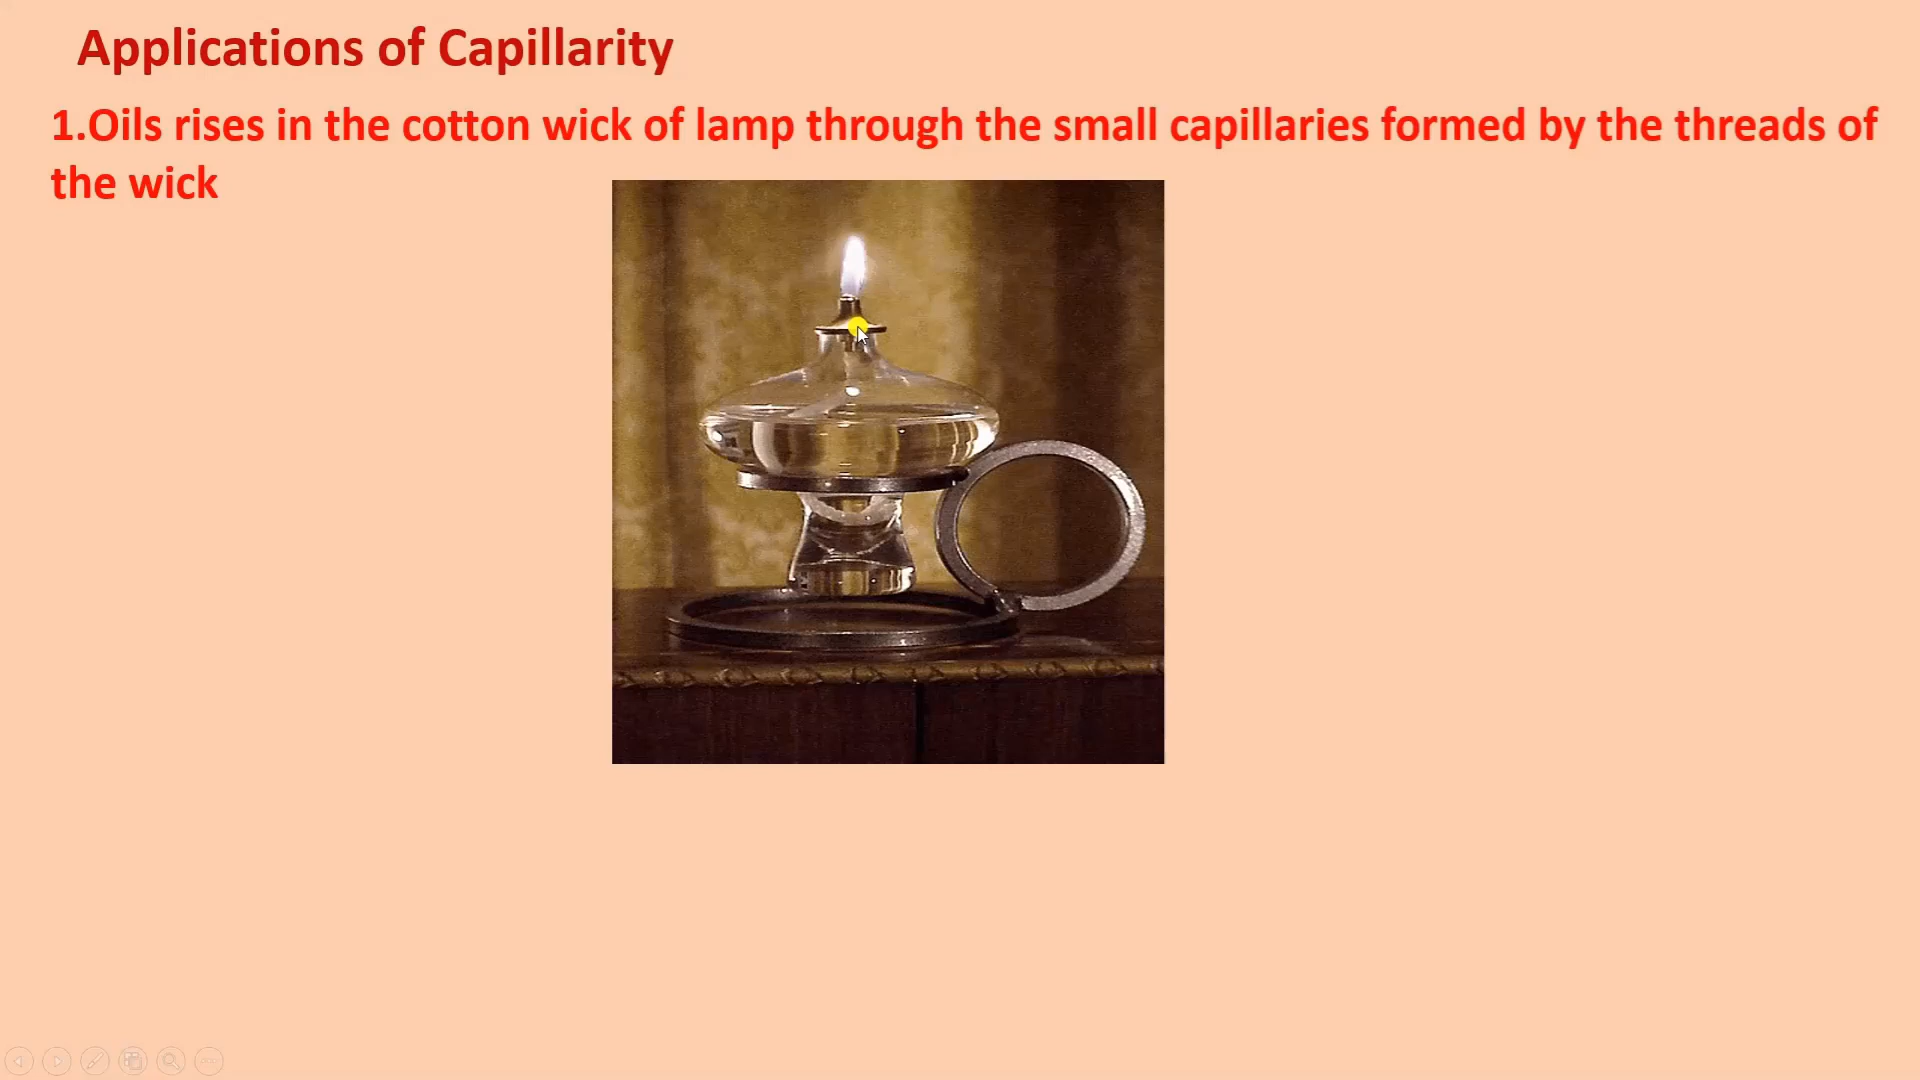 Applications of Capillarity
1.Oils rises in the cotton wick of lamp through the small capillaries formed by the threads of
the wick